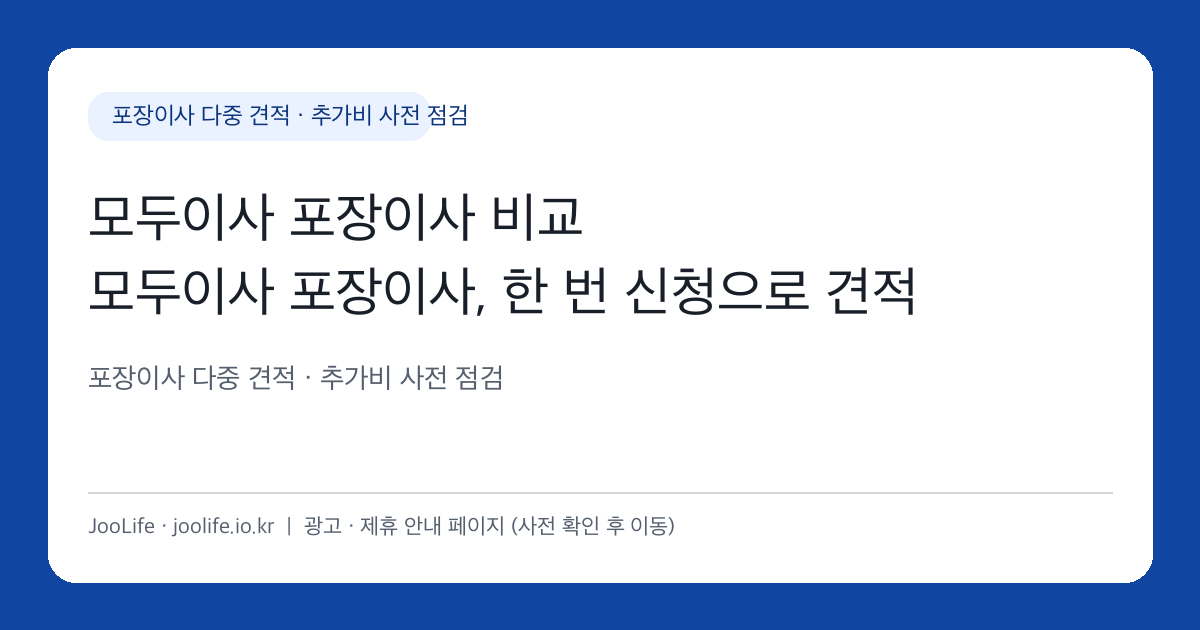 포장이사 다중 견적 · 추가비 사전 점검
모두이사 포장이사 비교
모두이사 포장이사, 한 번 신청으로 견적
포장이사 다중 견적 · 추가비 사전 점검
JooLife · joolife.io.kr | 광고 · 제휴 안내 페이지 (사전 확인 후 이동)